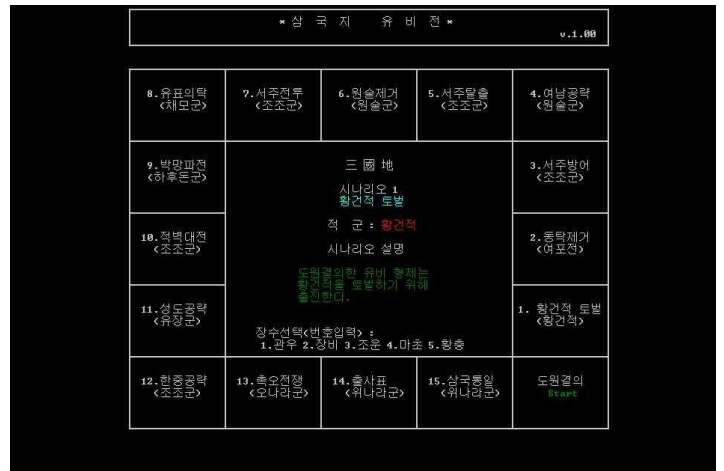 *삼 국 지 유 비 전*
v.1.00
8.유표의탁
(채모군)
7.서주전투
(조조군)
6.원술제거
(원술군)
5.서주탈출
(조조군)
4.여남공략
(원술군)
9.박망파전
(하후돈군)
三 國 地
시나리오 1
황건적 토벌
적 군 : 황건적
시나리오 설명
도원결의한 유비 형제는
황건적을 토벌하기 위해
출진한다.
장수선택(번호입력) :
1.관우 2.장비 3.조운 4.마초 5.황충
3.서주방어
(조조군)
10.적벽대전
(조조군)
2.동탁제거
(여포전)
11.성도공략
(유장군)
1. 황건적 토벌
(황건적)
12.한중공략
(조조군)
13.촉오전쟁
(오나라군)
14.출사표
(위나라군)
15.삼국통일
(위나라군)
도원결의
Start